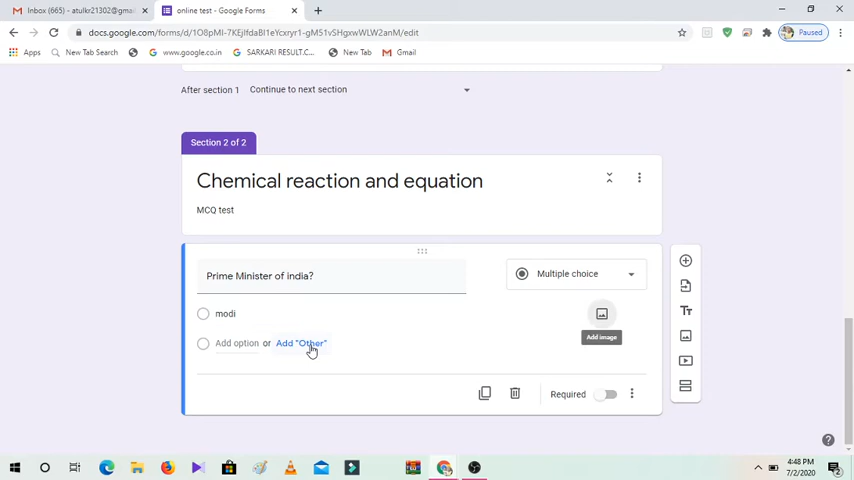 Inbox (665) - atulkr21302@gmai
online test - Google Forms
docs.google.com/forms/d/1O8pMI-7KEjIfdaBI1eYcxryr1-gM51vSHgxwWLW2anM/edit
Paused
Apps
New Tab Search
www.google.co.in
SARKARI RESULT.C...
New Tab
Gmail
After section 1
Continue to next section
Section 2 of 2
Chemical reaction and equation
MCQ test
Prime Minister of india?
Multiple choice
modi
Add image
Add option or Add "Other"
Required
4:48 PM
7/2/2020
2